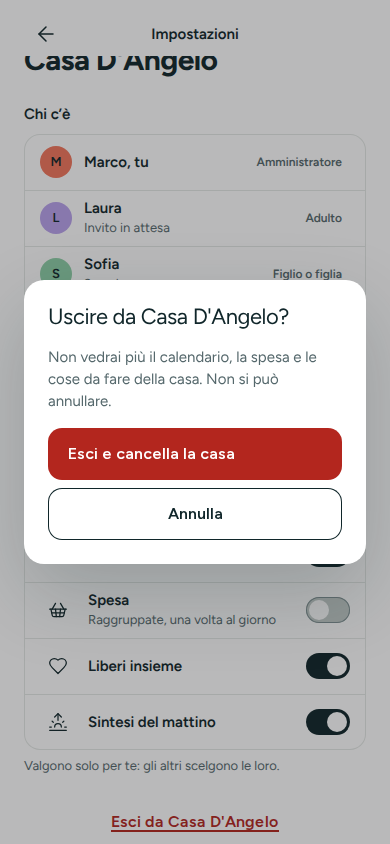 Impostazioni
Casa D'Angelo
Chi c'è
M
Marco, tu
Amministratore
L
Laura
Invito in attesa
Adulto
S
Sofia
Figlio o figlia
Uscire da Casa D'Angelo?
Non vedrai più il calendario, la spesa e le
cose da fare della casa. Non si può
annullare.
Esci e cancella la casa
Annulla
Spesa
Raggruppate, una volta al giorno
Liberi insieme
Sintesi del mattino
Valgono solo per te: gli altri scelgono le loro.
Esci da Casa D'Angelo